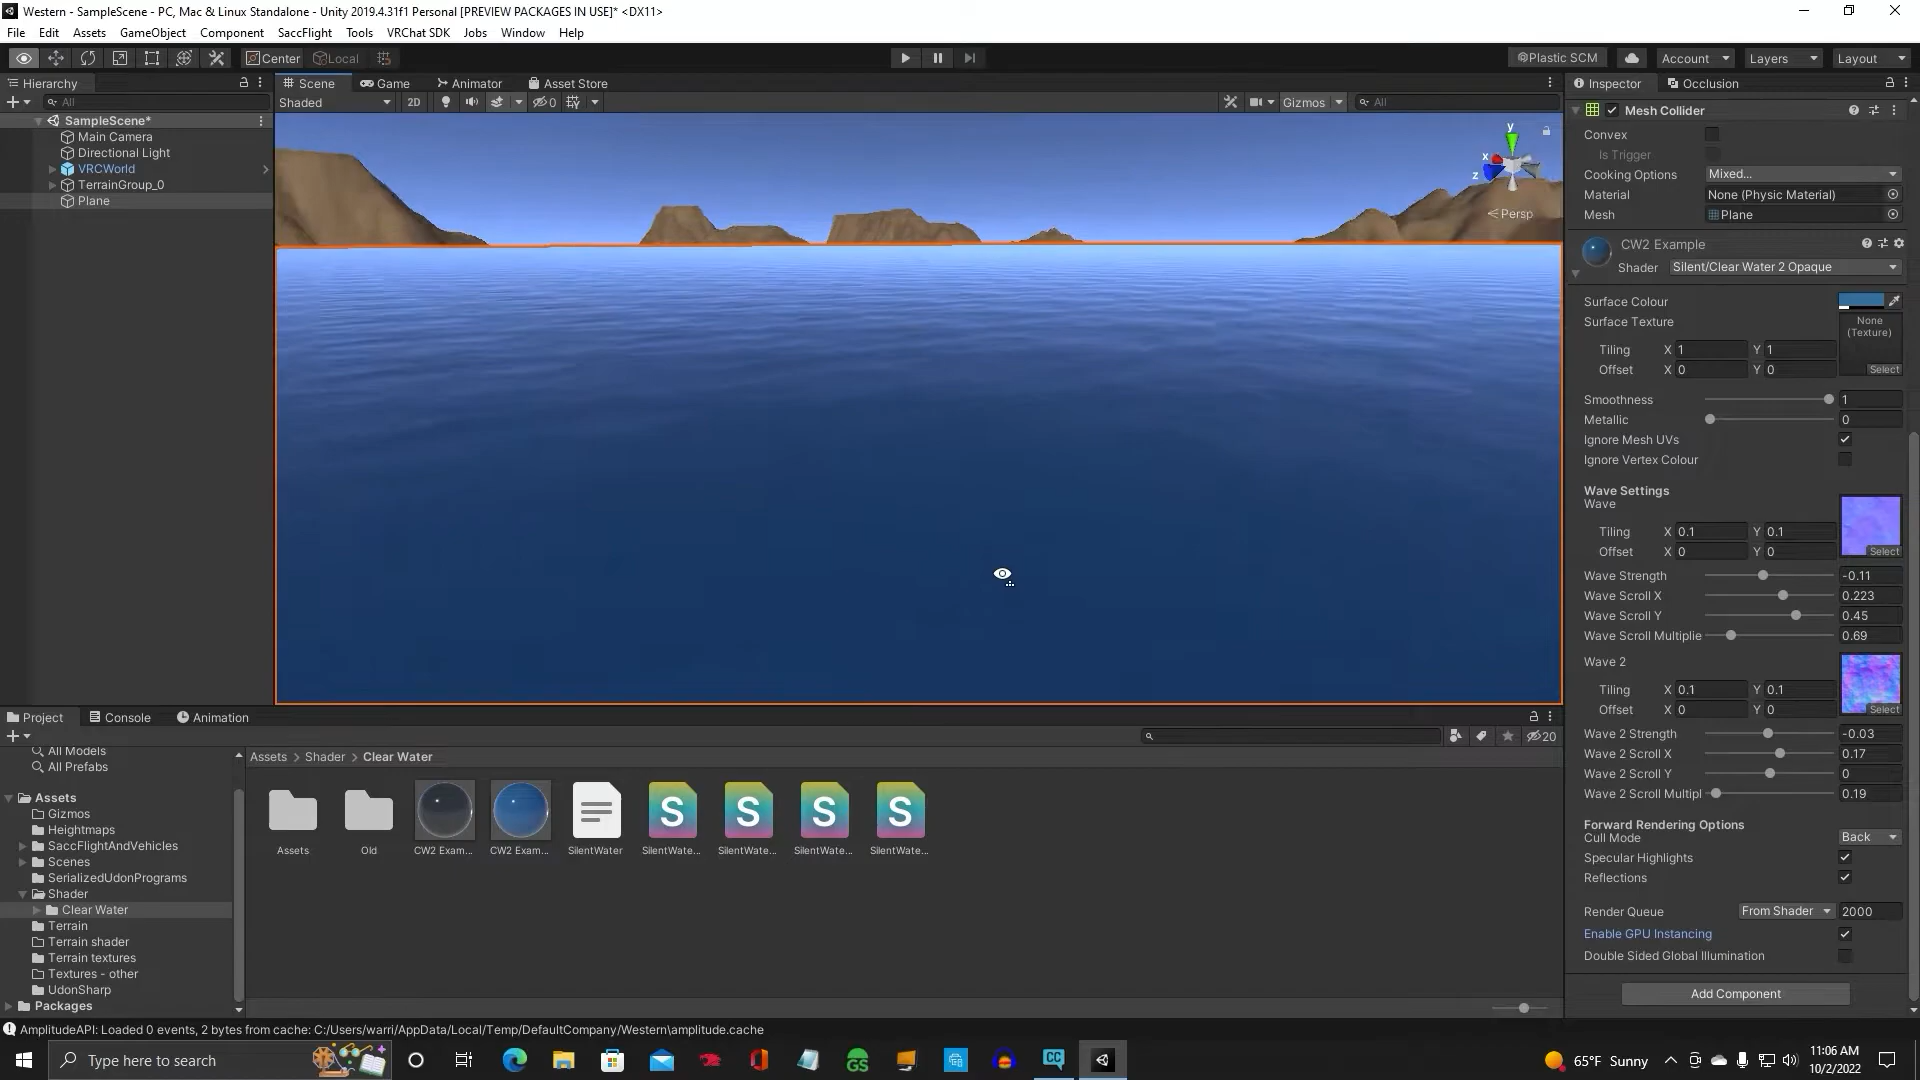 Western - SampleScene - PC, Mac & Linux Standalone - Unity 2019.4.31f1 Personal [PREVIEW PACKAGES IN USE]* <DX11>
File Edit Assets GameObject Component SaccFlight Tools VRChat SDK Jobs Window Help
Center Local Plastic SCM Account Layers Layout
Hierarchy Scene Game Animator Asset Store Inspector Occlusion
All Shaded 2D 0 Gizmos All
SampleScene*
Main Camera
Directional Light
VRCWorld
TerrainGroup_0
Plane
y
x
z
Persp
Mesh Collider
Convex
Is Trigger
Cooking Options Mixed...
Material None (Physic Material)
Mesh Plane
CW2 Example
Shader Silent/Clear Water 2 Opaque
Surface Colour
Surface Texture None (Texture)
Tiling X 1 Y 1
Offset X 0 Y 0 Select
Smoothness 1
Metallic 0
Ignore Mesh UVs
Ignore Vertex Colour
Wave Settings
Wave
Tiling X 0.1 Y 0.1
Offset X 0 Y 0 Select
Wave Strength -0.11
Wave Scroll X 0.223
Wave Scroll Y 0.45
Wave Scroll Multiplie 0.69
Wave 2
Tiling X 0.1 Y 0.1
Offset X 0 Y 0 Select
Wave 2 Strength -0.03
Wave 2 Scroll X 0.17
Wave 2 Scroll Y 0
Wave 2 Scroll Multipl 0.19
Forward Rendering Options
Cull Mode Back
Specular Highlights
Reflections
Render Queue From Shader 2000
Enable GPU Instancing
Double Sided Global Illumination
Add Component
Project Console Animation
20
All Models
All Prefabs
Assets
Gizmos
Heightmaps
SaccFlightAndVehicles
Scenes
SerializedUdonPrograms
Shader
Clear Water
Terrain
Terrain shader
Terrain textures
Textures - other
UdonSharp
Packages
Assets > Shader > Clear Water
S S S S
Assets Old CW2 Exam... CW2 Exam... SilentWater SilentWate... SilentWate... SilentWate... SilentWate...
AmplitudeAPI: Loaded 0 events, 2 bytes from cache: C:/Users/warri/AppData/Local/Temp/DefaultCompany/Western\amplitude.cache
Type here to search GS CC 65°F Sunny 11:06 AM
10/2/2022